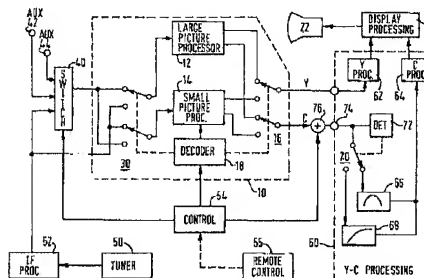 AUX
42
AUX
44
40
SWITCHER
LARGE
PICTURE
PROCESSOR
12
14
SMALL
PICTURE
PROC.
DECODER
18
30
16
10
Y
C
76
74
22
DISPLAY
PROCESSING
Y
PROC.
62
C
PROC.
64
DET
72
70
66
68
60
Y-C PROCESSING
CONTROL
54
REMOTE
CONTROL
55
IF
PROC
52
TUNER
50